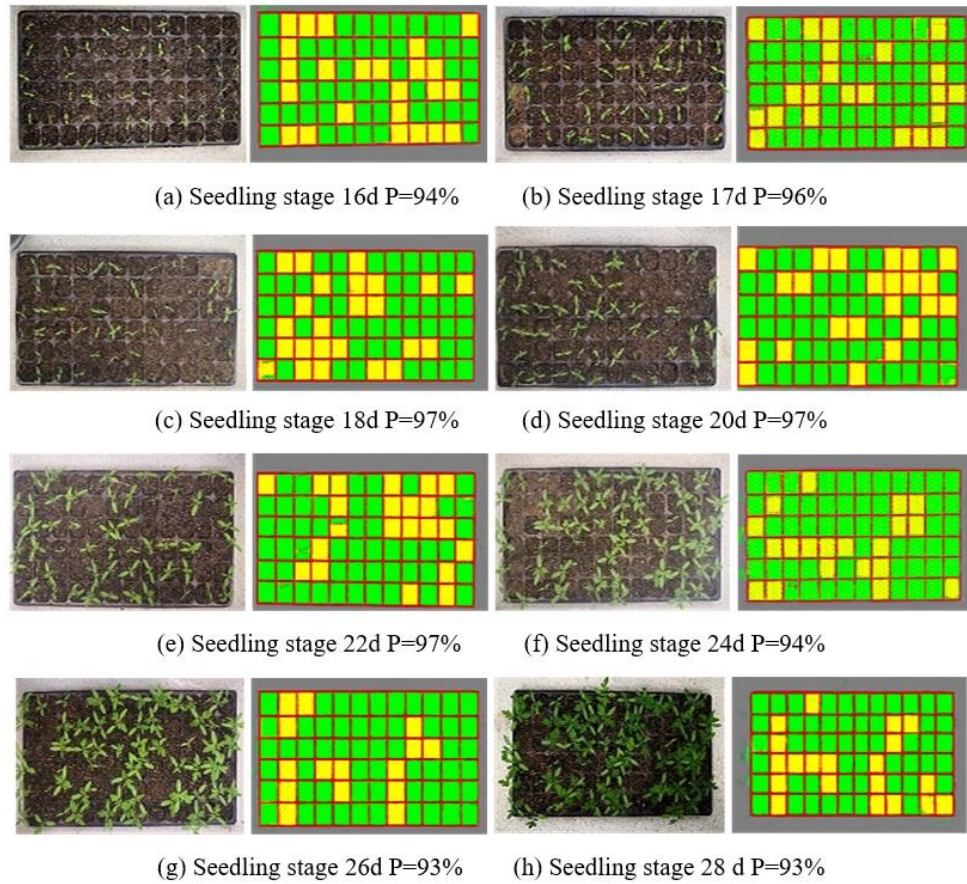 (a) Seedling stage 16d P=94%
(b) Seedling stage 17d P=96%
(c) Seedling stage 18d P=97%
(d) Seedling stage 20d P=97%
(e) Seedling stage 22d P=97%
(f) Seedling stage 24d P=94%
(g) Seedling stage 26d P=93%
(h) Seedling stage 28 d P=93%